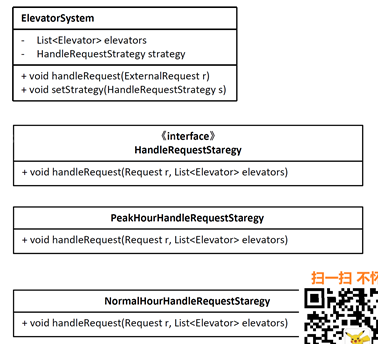 ElevatorSystem
- List<Elevator> elevators
- HandleRequestStrategy strategy
+ void handleRequest(ExternalRequest r)
+ void setStrategy(HandleRequestStrategy s)
《interface》
HandleRequestStaregy
+ void handleRequest(Request r, List<Elevator> elevators)
PeakHourHandleRequestStaregy
+ void handleRequest(Request r, List<Elevator> elevators)
扫一扫 不怀
NormalHourHandleRequestStaregy
+ void handleRequest(Request r, List<Elevator> elevators)